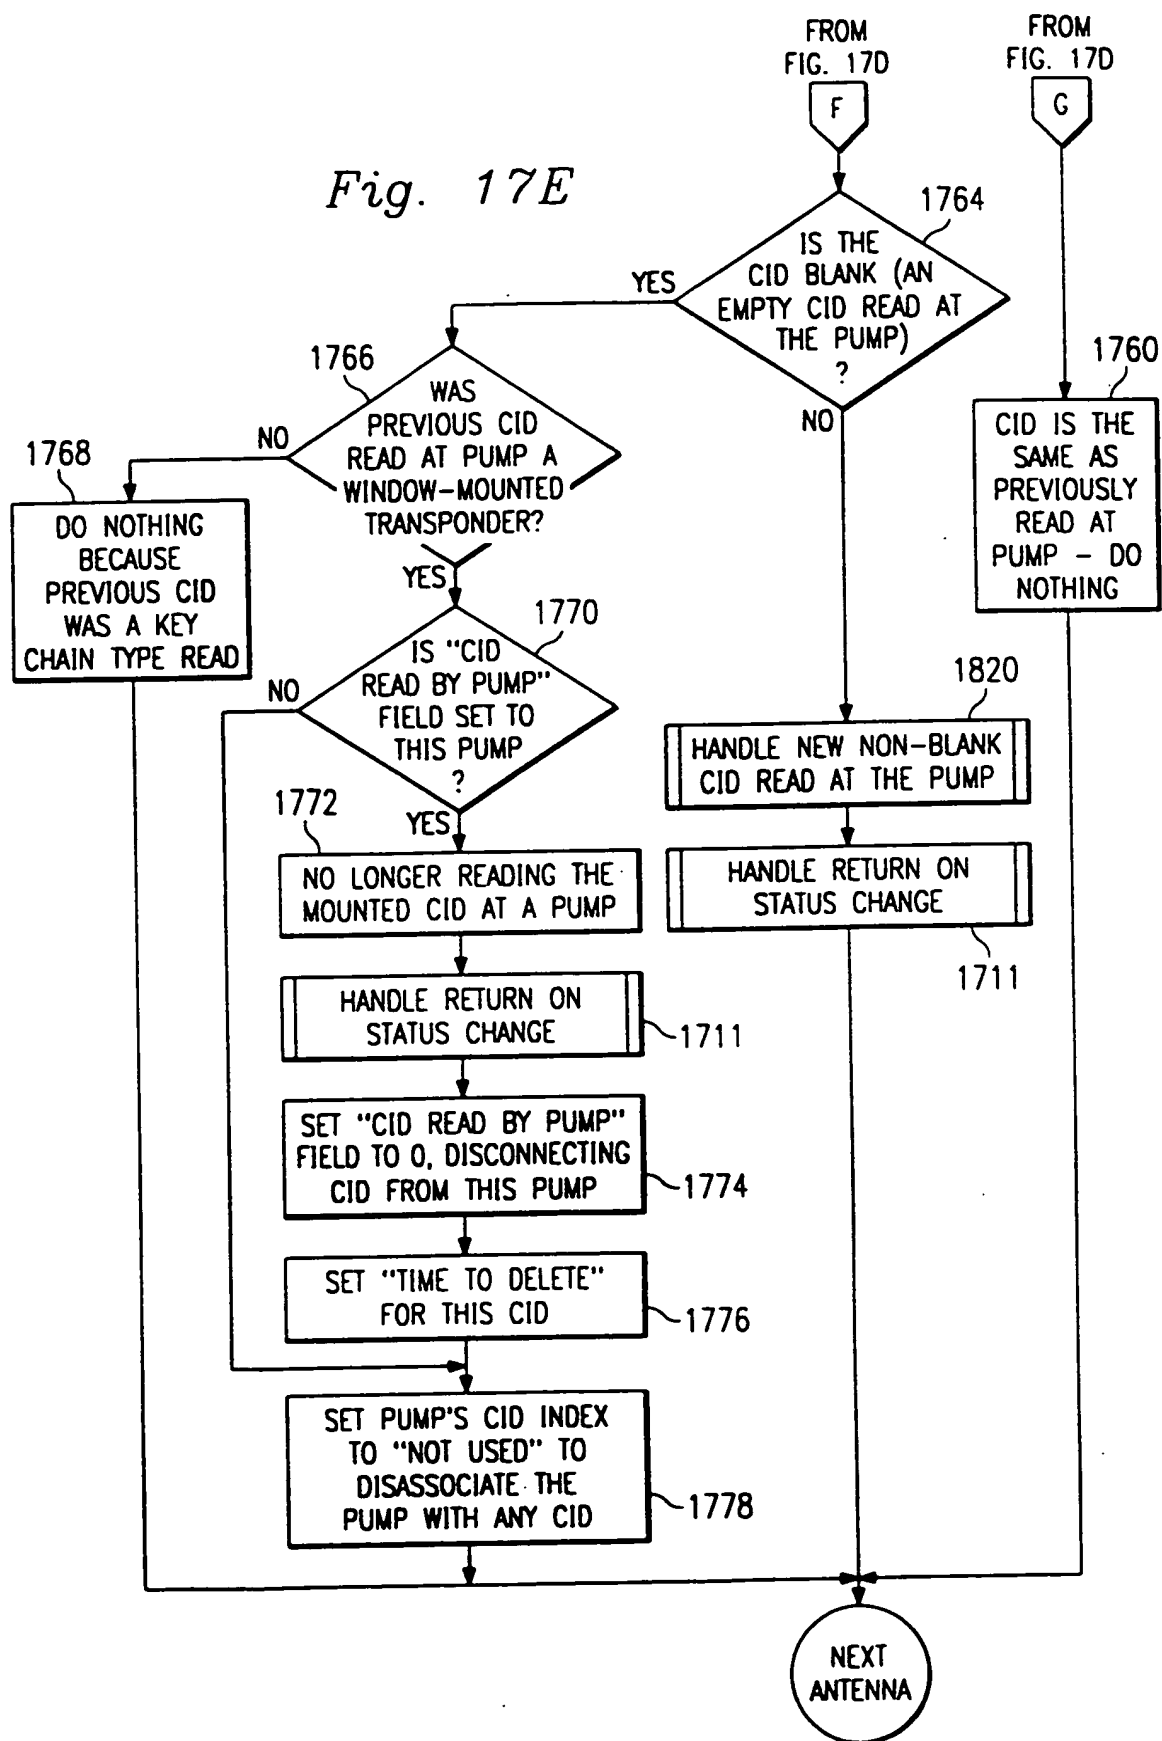 FROM
FIG. 17D
F
FROM
FIG. 17D
G
Fig. 17E
1764
IS THE
CID BLANK (AN
EMPTY CID READ AT
THE PUMP)
?
YES
NO
1766
WAS
PREVIOUS CID
READ AT PUMP A
WINDOW-MOUNTED
TRANSPONDER?
NO
YES
1760
CID IS THE
SAME AS
PREVIOUSLY
READ AT
PUMP - DO
NOTHING
1768
DO NOTHING
BECAUSE
PREVIOUS CID
WAS A KEY
CHAIN TYPE READ
1770
IS "CID
READ BY PUMP"
FIELD SET TO
THIS PUMP
?
NO
YES
1820
HANDLE NEW NON-BLANK
CID READ AT THE PUMP
HANDLE RETURN ON
STATUS CHANGE
1711
1772
NO LONGER READING THE
MOUNTED CID AT A PUMP
HANDLE RETURN ON
STATUS CHANGE
1711
SET "CID READ BY PUMP"
FIELD TO 0, DISCONNECTING
CID FROM THIS PUMP
1774
SET "TIME TO DELETE"
FOR THIS CID
1776
SET PUMP'S CID INDEX
TO "NOT USED" TO
DISASSOCIATE THE
PUMP WITH ANY CID
1778
NEXT
ANTENNA